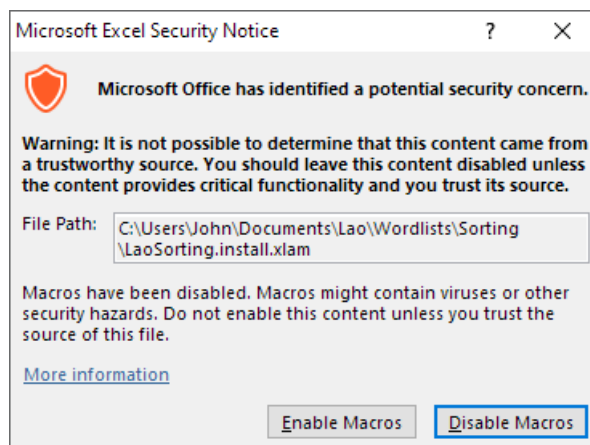 Microsoft Excel Security Notice ?
Microsoft Office has identified a potential security concern.
Warning: It is not possible to determine that this content came from
a trustworthy source. You should leave this content disabled unless
the content provides critical functionality and you trust its source.
File Path: C:\Users\John\Documents\Lao\Wordlists\Sorting
\LaoSorting.install.xlam
Macros have been disabled. Macros might contain viruses or other
security hazards. Do not enable this content unless you trust the
source of this file.
More information
Enable Macros Disable Macros